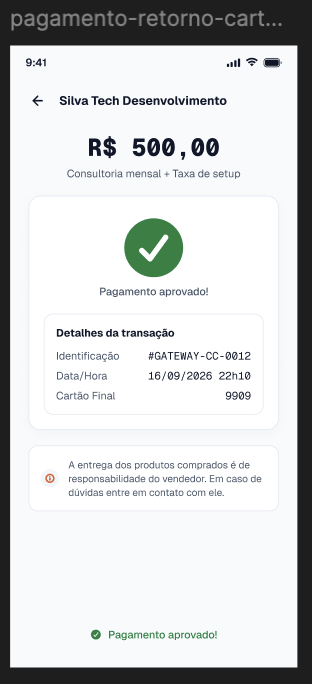 pagamento-retorno-cart...
9:41
Silva Tech Desenvolvimento
R$ 500,00
Consultoria mensal + Taxa de setup
Pagamento aprovado!
Detalhes da transação
Identificação #GATEWAY-CC-0012
Data/Hora 16/09/2026 22h10
Cartão Final 9909
A entrega dos produtos comprados é de
responsabilidade do vendedor. Em caso de
dúvidas entre em contato com ele.
Pagamento aprovado!